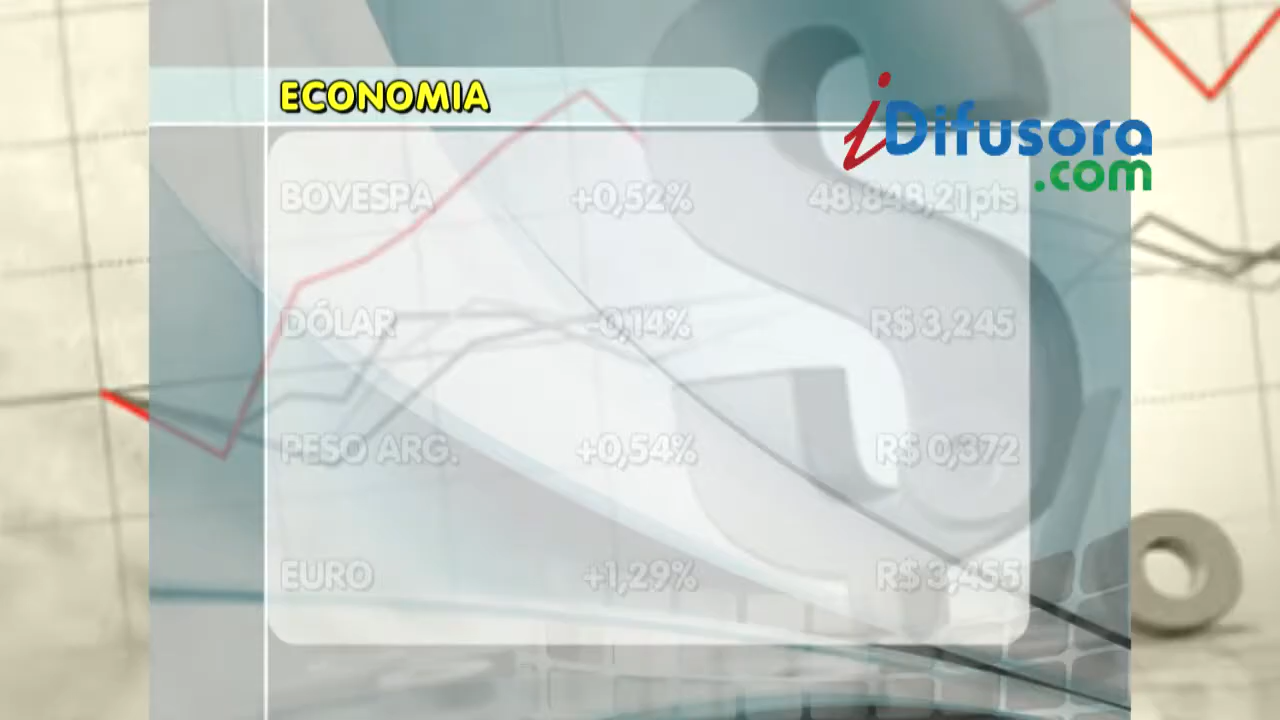 ECONOMIA
iDifusora
.com
BOVESPA +0,52% 48.848,21pts
DÓLAR -0,14% R$ 3,245
PESO ARG. +0,54% R$ 0,372
EURO +1,29% R$ 3,455